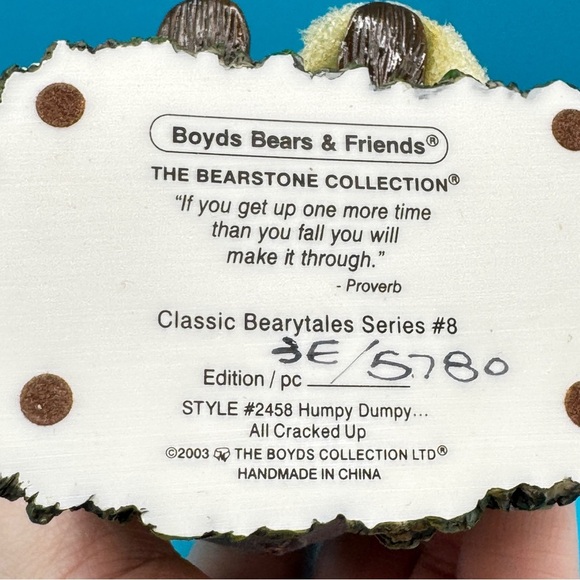 Boyds Bears & Friends®
THE BEARSTONE COLLECTION®
“If you get up one more time
than you fall you will
make it through.”
- Proverb
Classic Bearytales Series #8
3E/5780
Edition / pc
STYLE #2458 Humpy Dumpy...
All Cracked Up
©2003 THE BOYDS COLLECTION LTD®
HANDMADE IN CHINA